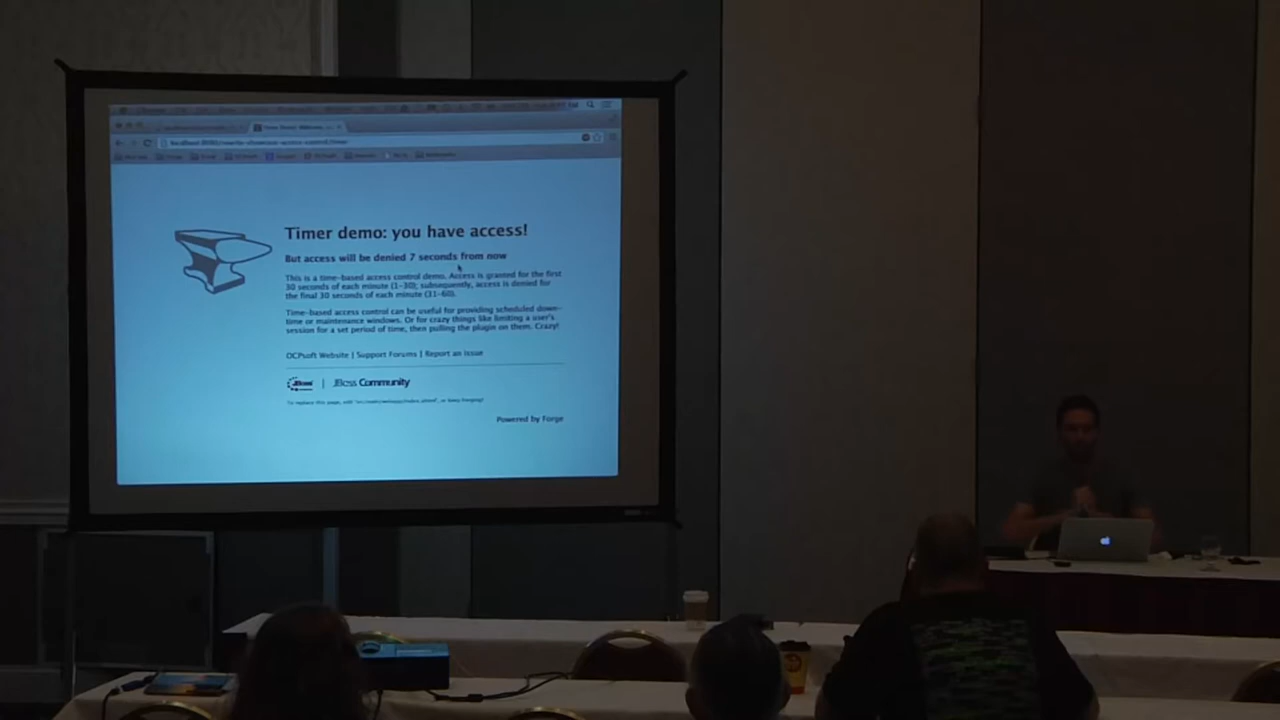 Timer demo: you have access!
But access will be denied 7 seconds from now
This is a time-based access control demo. Access is granted for the first
30 seconds of each minute (1-30); subsequently, access is denied for
the final 30 seconds of each minute (31-60).
Time-based access control can be useful for providing scheduled down-
time or maintenance windows. Or for crazy things like limiting a user's
session for a set period of time, then pulling the plugin on them. Crazy!
OCPsoft Website | Support Forums | Report an Issue
JBoss | JBoss Community
Powered by Forge